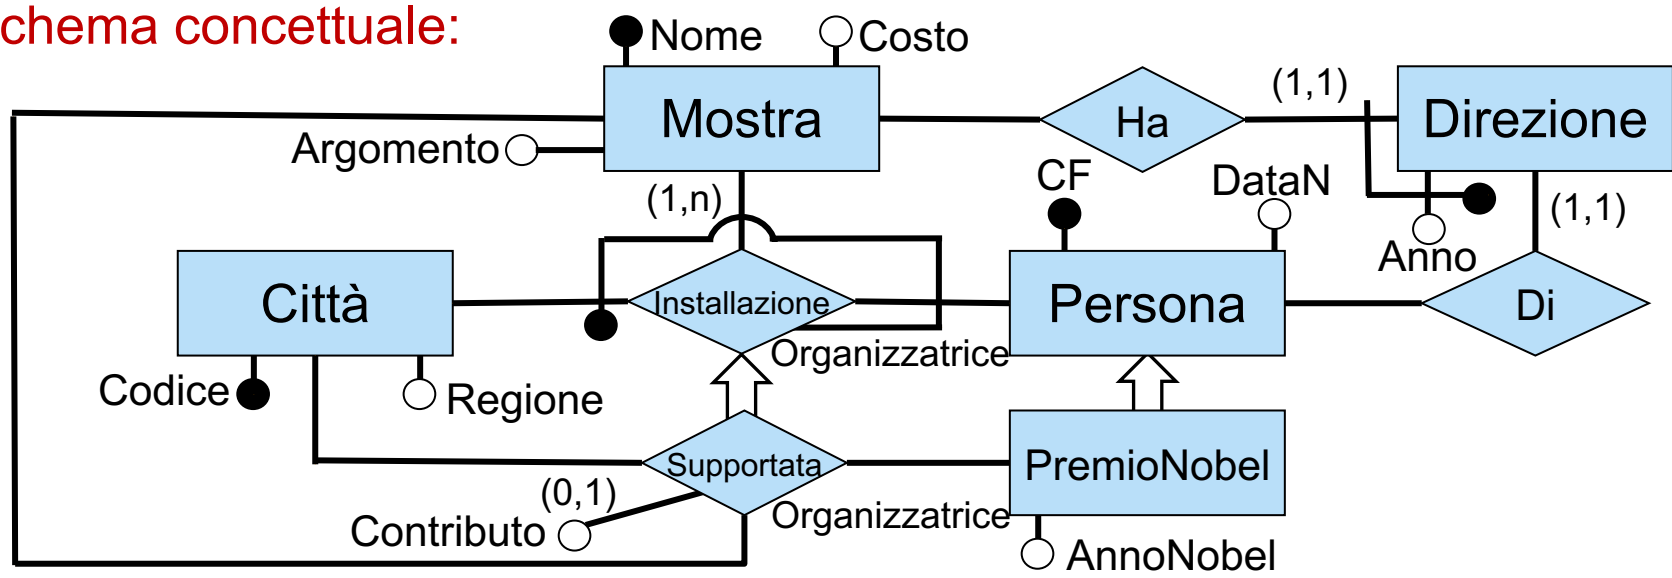 chema concettuale:
Nome
Costo
Mostra
Ha
(1,1)
Direzione
Argomento
(1,n)
CF
DataN
(1,1)
Anno
Città
Installazione
Persona
Di
Organizzatrice
Codice
Regione
Supportata
PremioNobel
(0,1)
Contributo
Organizzatrice
AnnoNobel